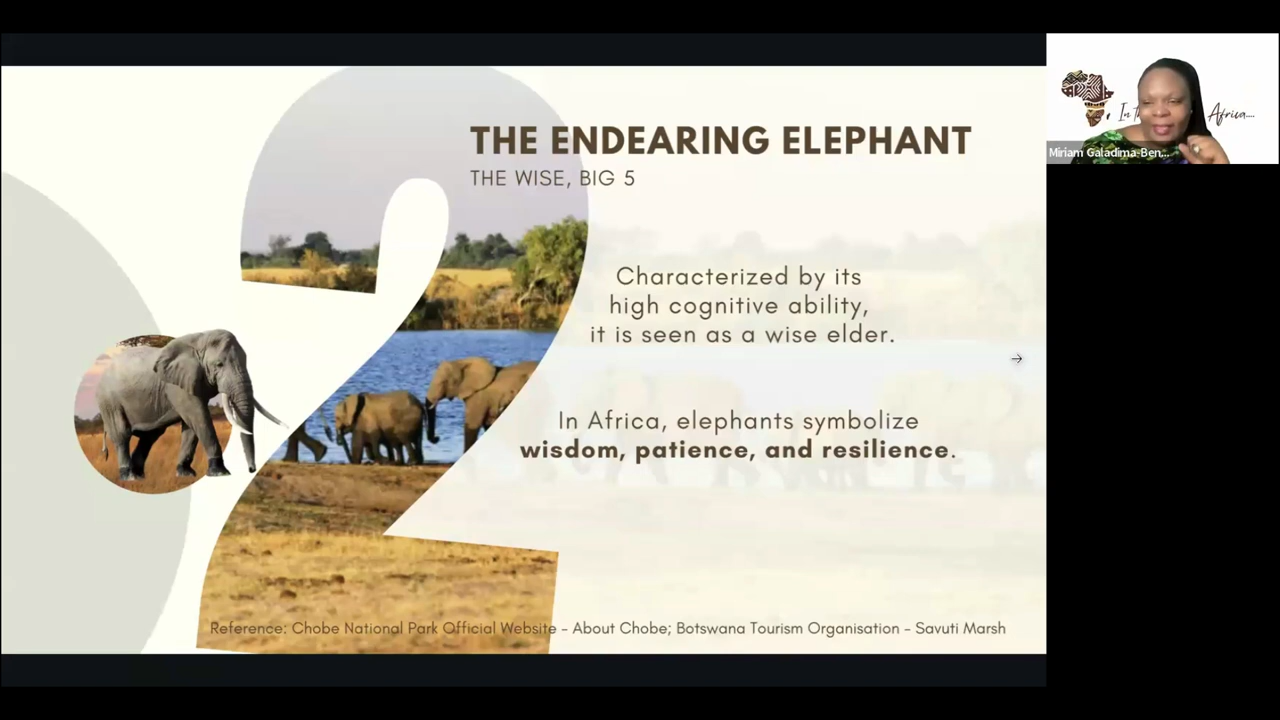 THE ENDEARING ELEPHANT
THE WISE, BIG 5
Characterized by its
high cognitive ability,
it is seen as a wise elder.
In Africa, elephants symbolize
wisdom, patience, and resilience.
Reference: Chobe National Park Official Website - About Chobe; Botswana Tourism Organisation - Savuti Marsh
In Africa....
Miriam Galadima-Ben...